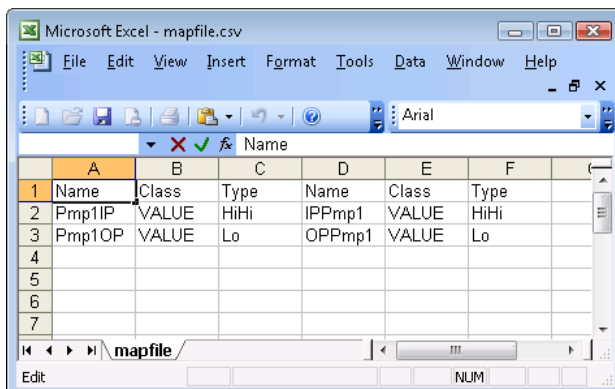 Microsoft Excel - mapfile.csv
File Edit View Insert Format Tools Data Window Help
Arial
fx Name
A B C D E F
1 Name Class Type Name Class Type
2 Pmp1IP VALUE HiHi IPPmp1 VALUE HiHi
3 Pmp1OP VALUE Lo OPPmp1 VALUE Lo
4
5
6
7
mapfile
Edit NUM